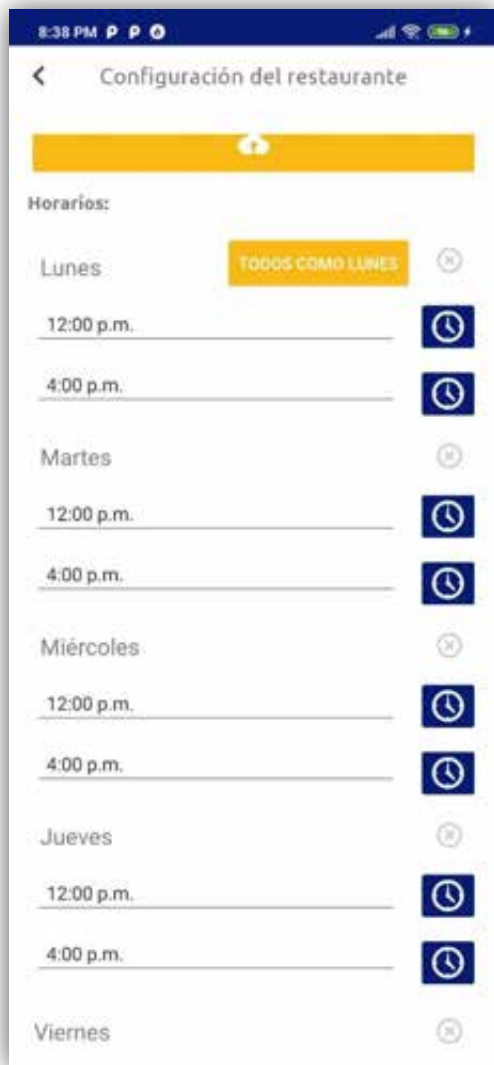 8:38 PM P P
Configuración del restaurante
Horarios:
Lunes
TODOS COMO LUNES
12:00 p.m.
4:00 p.m.
Martes
12:00 p.m.
4:00 p.m.
Miércoles
12:00 p.m.
4:00 p.m.
Jueves
12:00 p.m.
4:00 p.m.
Viernes